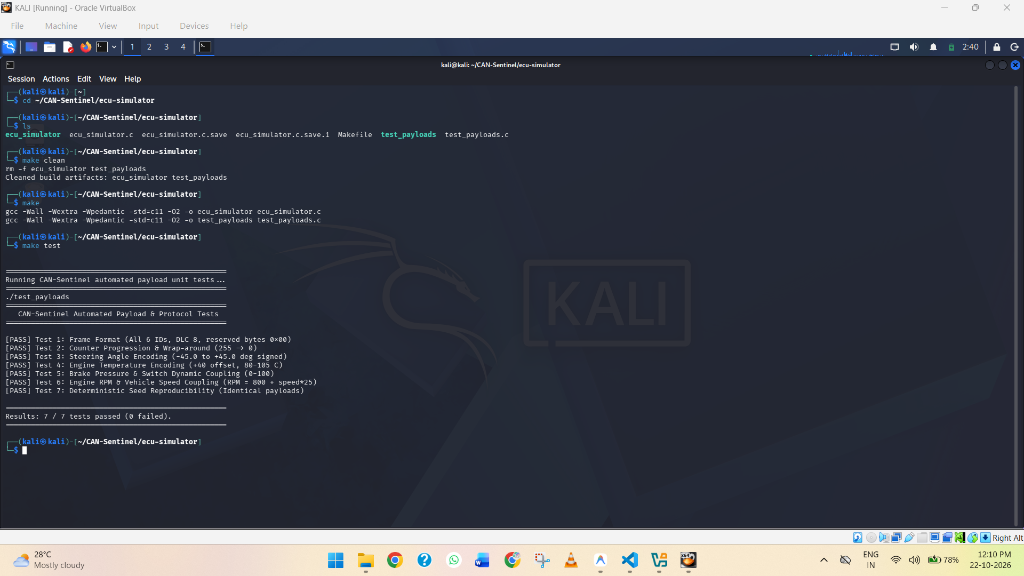 KALI [Running] - Oracle VirtualBox
File Machine View Input Devices Help
1 2 3 4
2:40
kali@kali: ~/CAN-Sentinel/ecu-simulator
Session Actions Edit View Help
┌──(kali㉿kali)-[~]
└─$ cd ~/CAN-Sentinel/ecu-simulator
┌──(kali㉿kali)-[~/CAN-Sentinel/ecu-simulator]
└─$ ls
ecu_simulator ecu_simulator.c ecu_simulator.c.save ecu_simulator.c.save.1 Makefile test_payloads test_payloads.c
┌──(kali㉿kali)-[~/CAN-Sentinel/ecu-simulator]
└─$ make clean
rm -f ecu_simulator test_payloads
Cleaned build artifacts: ecu_simulator test_payloads
┌──(kali㉿kali)-[~/CAN-Sentinel/ecu-simulator]
└─$ make
gcc -Wall -Wextra -Wpedantic -std=c11 -O2 -o ecu_simulator ecu_simulator.c
gcc -Wall -Wextra -Wpedantic -std=c11 -O2 -o test_payloads test_payloads.c
┌──(kali㉿kali)-[~/CAN-Sentinel/ecu-simulator]
└─$ make test
Running CAN-Sentinel automated payload unit tests...
./test_payloads
CAN-Sentinel Automated Payload & Protocol Tests
[PASS] Test 1: Frame Format (All 6 IDs, DLC 8, reserved bytes 0×00)
[PASS] Test 2: Counter Progression & Wrap-around (255 → 0)
[PASS] Test 3: Steering Angle Encoding (-45.0 to +45.0 deg signed)
[PASS] Test 4: Engine Temperature Encoding (+40 offset, 80-105 C)
[PASS] Test 5: Brake Pressure & Switch Dynamic Coupling (0-100)
[PASS] Test 6: Engine RPM & Vehicle Speed Coupling (RPM = 800 + speed*25)
[PASS] Test 7: Deterministic Seed Reproducibility (Identical payloads)
Results: 7 / 7 tests passed (0 failed).
┌──(kali㉿kali)-[~/CAN-Sentinel/ecu-simulator]
└─$
KALI
Right Alt
28°C
Mostly cloudy
ENG
IN
78%
12:10 PM
22-10-2026